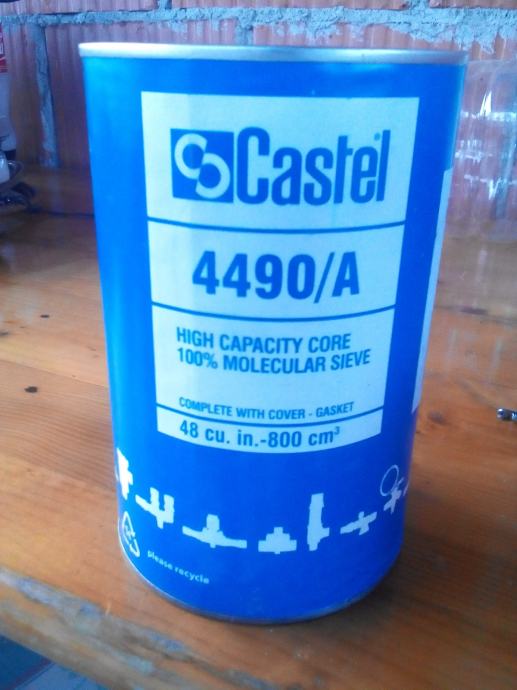 Castel
4490/A
HIGH CAPACITY CORE
100% MOLECULAR SIEVE
COMPLETE WITH COVER - GASKET
48 cu. in.-800 cm³
please recycle